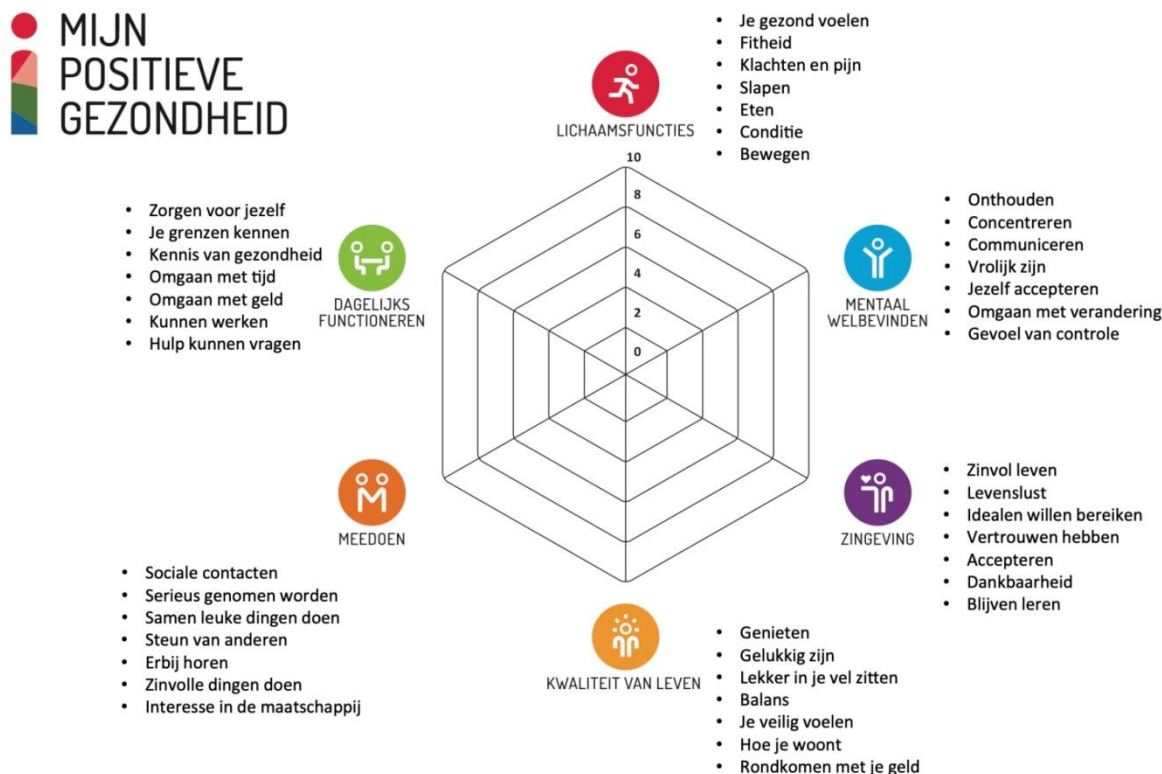 MIJN
POSITIEVE
GEZONDHEID
LICHAAMSFUNCTIES
• Je gezond voelen
• Fitheid
• Klachten en pijn
• Slapen
• Eten
• Conditie
• Bewegen
10
8
6
4
2
0
MENTAAL
WELBEVINDEN
• Onthouden
• Concentreren
• Communiceren
• Vrolijk zijn
• Jezelf accepteren
• Omgaan met verandering
• Gevoel van controle
ZINGEVING
• Zinvol leven
• Levenslust
• Idealen willen bereiken
• Vertrouwen hebben
• Accepteren
• Dankbaarheid
• Blijven leren
KWALITEIT VAN LEVEN
• Genieten
• Gelukkig zijn
• Lekker in je vel zitten
• Balans
• Je veilig voelen
• Hoe je woont
• Rondkomen met je geld
MEEDOEN
• Sociale contacten
• Serieus genomen worden
• Samen leuke dingen doen
• Steun van anderen
• Erbij horen
• Zinvolle dingen doen
• Interesse in de maatschappij
DAGELIJKS
FUNCTIONEREN
• Zorgen voor jezelf
• Je grenzen kennen
• Kennis van gezondheid
• Omgaan met tijd
• Omgaan met geld
• Kunnen werken
• Hulp kunnen vragen